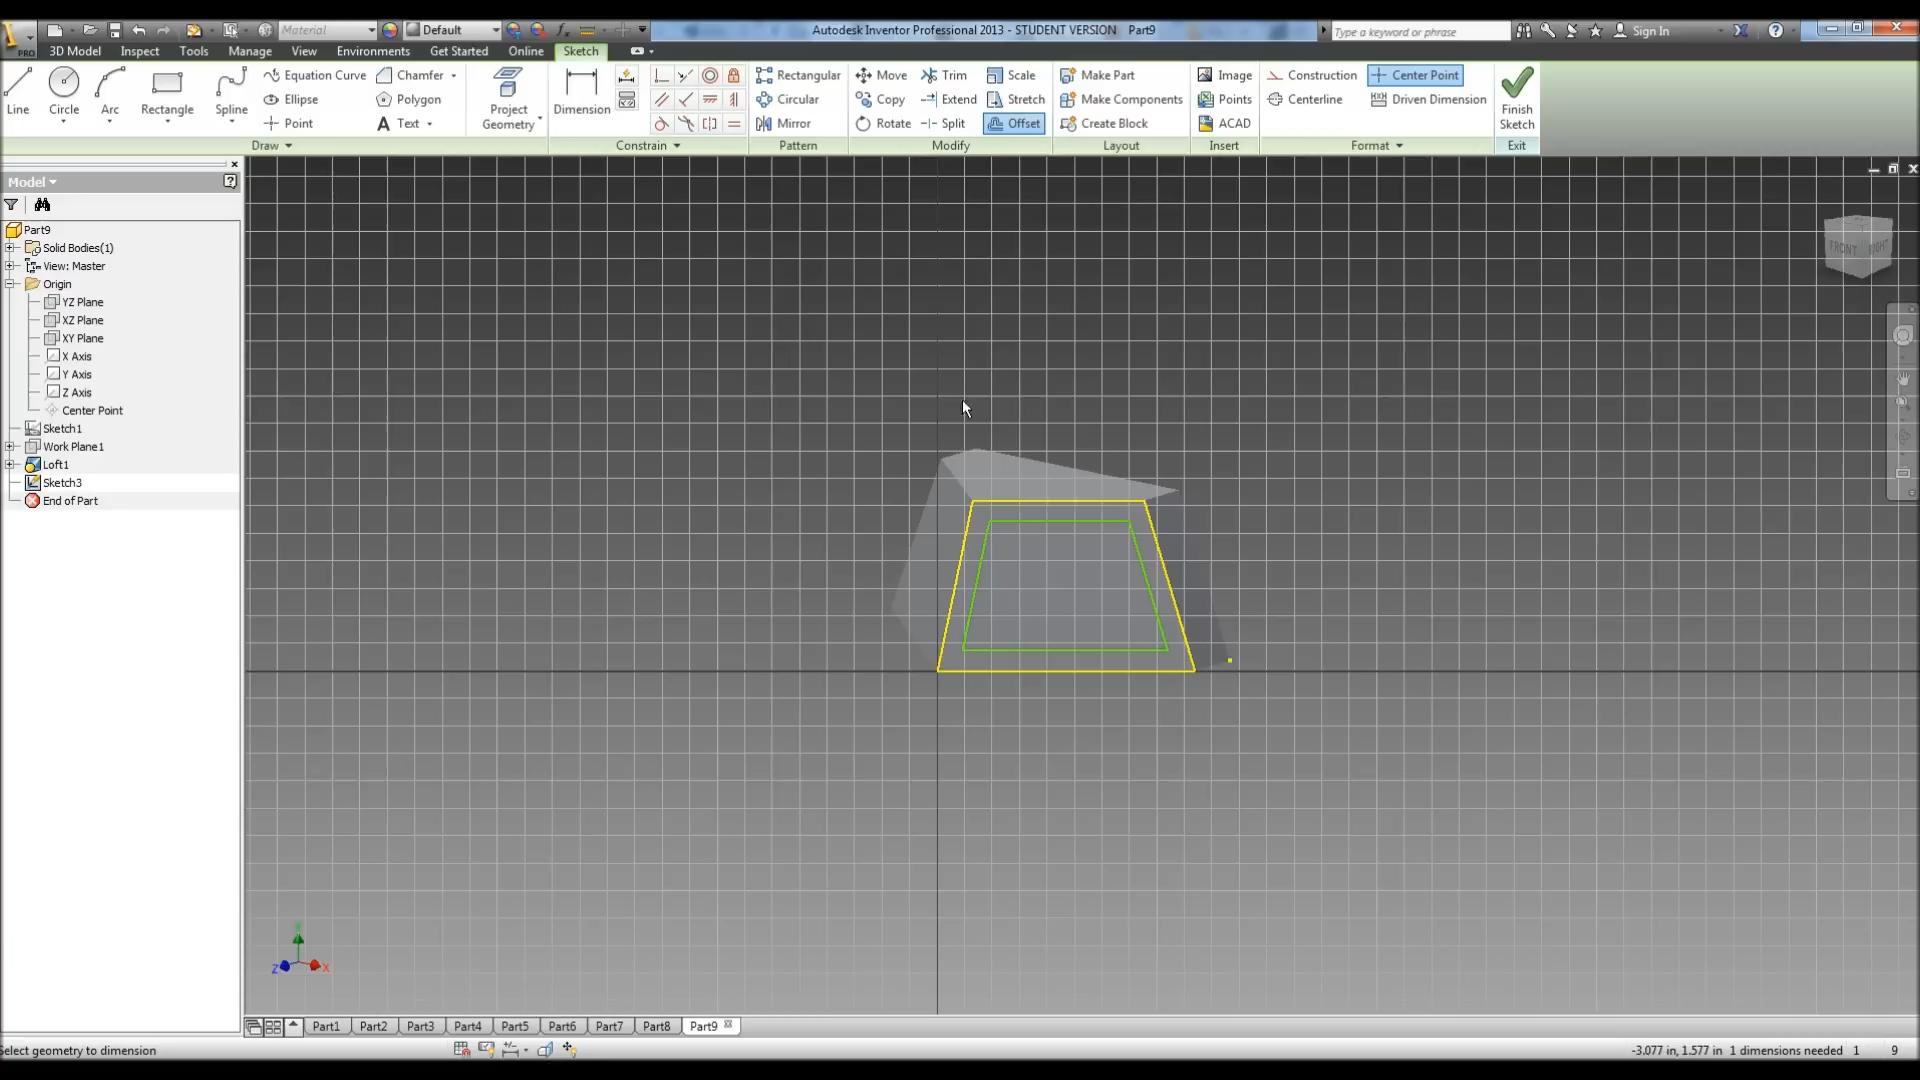 Material
Default
Autodesk Inventor Professional 2013 - STUDENT VERSION Part9
Type a keyword or phrase
Sign In
PRO
3D Model Inspect Tools Manage View Environments Get Started Online Sketch
Line
Circle
Arc
Rectangle
Spline
Equation Curve
Chamfer
Ellipse
Polygon
Point
Text
Project Geometry
Dimension
Rectangular
Circular
Mirror
Move
Trim
Scale
Copy
Extend
Stretch
Rotate
Split
Offset
Make Part
Make Components
Create Block
Image
Points
ACAD
Construction
Center Point
Centerline
Driven Dimension
Finish Sketch
Draw
Constrain
Pattern
Modify
Layout
Insert
Format
Exit
Model
Part9
Solid Bodies(1)
View: Master
Origin
YZ Plane
XZ Plane
XY Plane
X Axis
Y Axis
Z Axis
Center Point
Sketch1
Work Plane1
Loft1
Sketch3
End of Part
FRONT
RIGHT
Z
X
Part1 Part2 Part3 Part4 Part5 Part6 Part7 Part8 Part9
Select geometry to dimension
-3.077 in, 1.577 in 1 dimensions needed 1 9